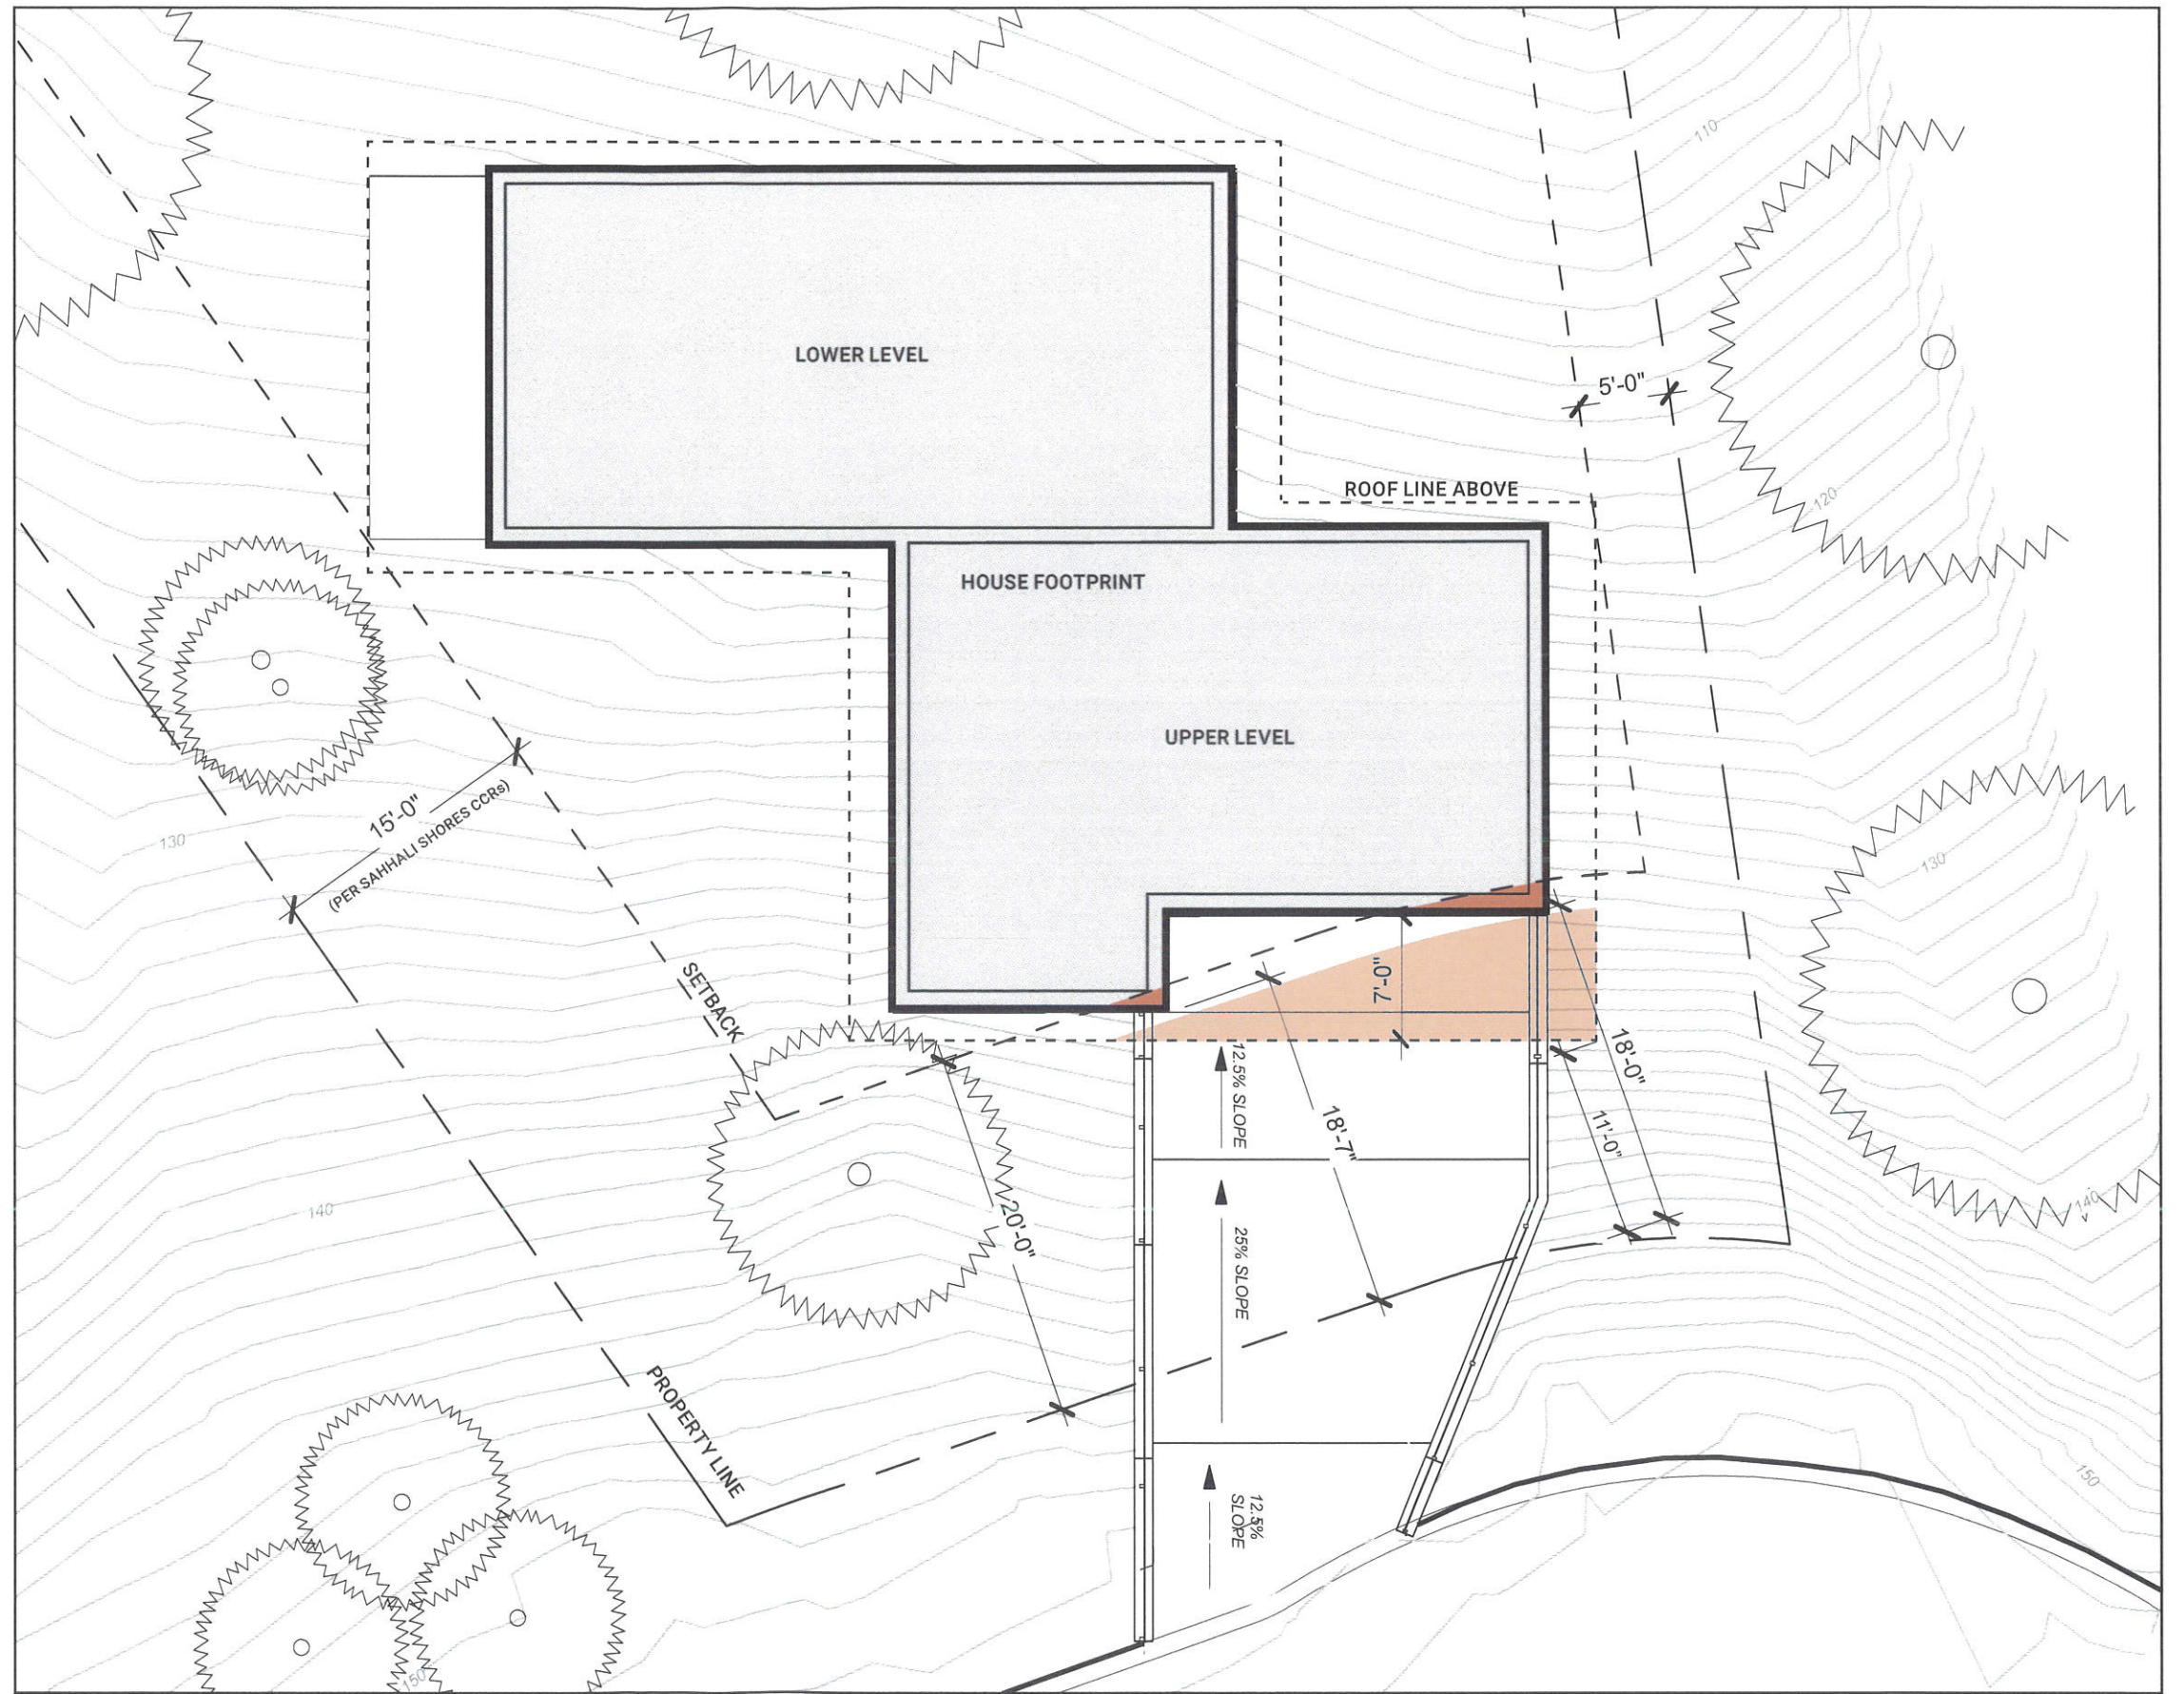 110
LOWER LEVEL
5'-0"
ROOF LINE ABOVE
120
HOUSE FOOTPRINT
UPPER LEVEL
15'-0"
(PER SAHHALI SHORES CCRs)
130
130
SETBACK
7'-0"
18'-0"
12.5% SLOPE
18'-7"
11'-0"
140
20'-0"
140
25% SLOPE
PROPERTY LINE
150
12.5%
SLOPE
150